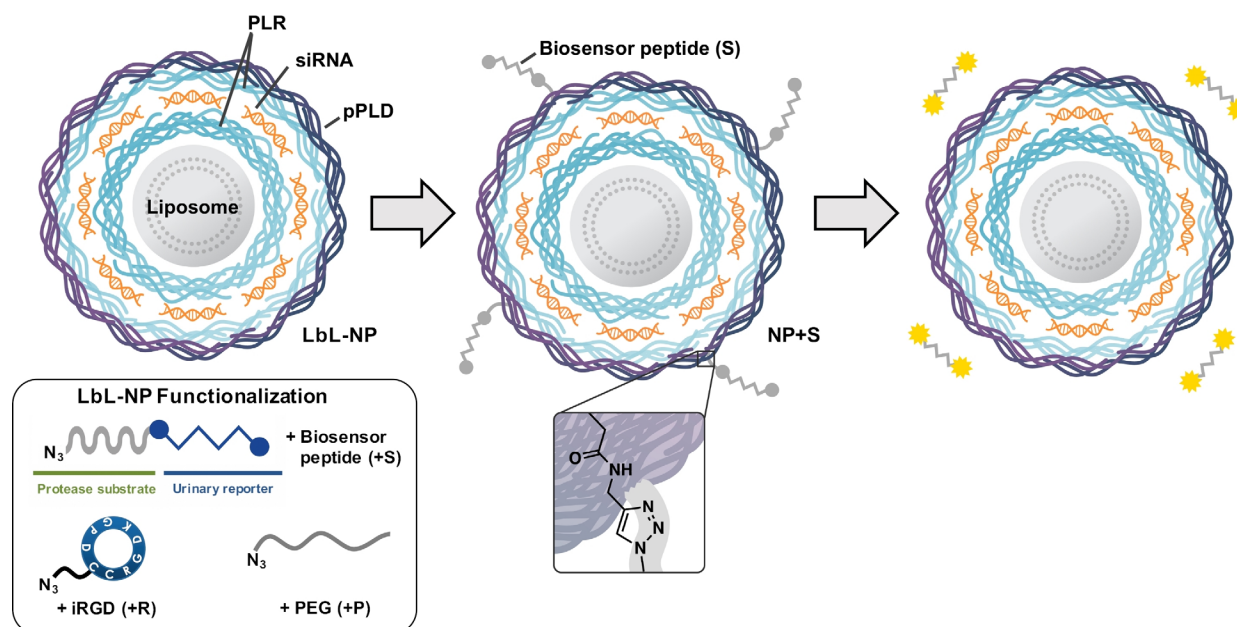 PLR
siRNA
pPLD
Liposome
LbL-NP
Biosensor peptide (S)
NP+S
O
NH
N
N
N
LbL-NP Functionalization
N3
+ Biosensor
peptide (+S)
Protease substrate
Urinary reporter
CRGDKGPDC
N3
+ iRGD (+R)
N3
+ PEG (+P)